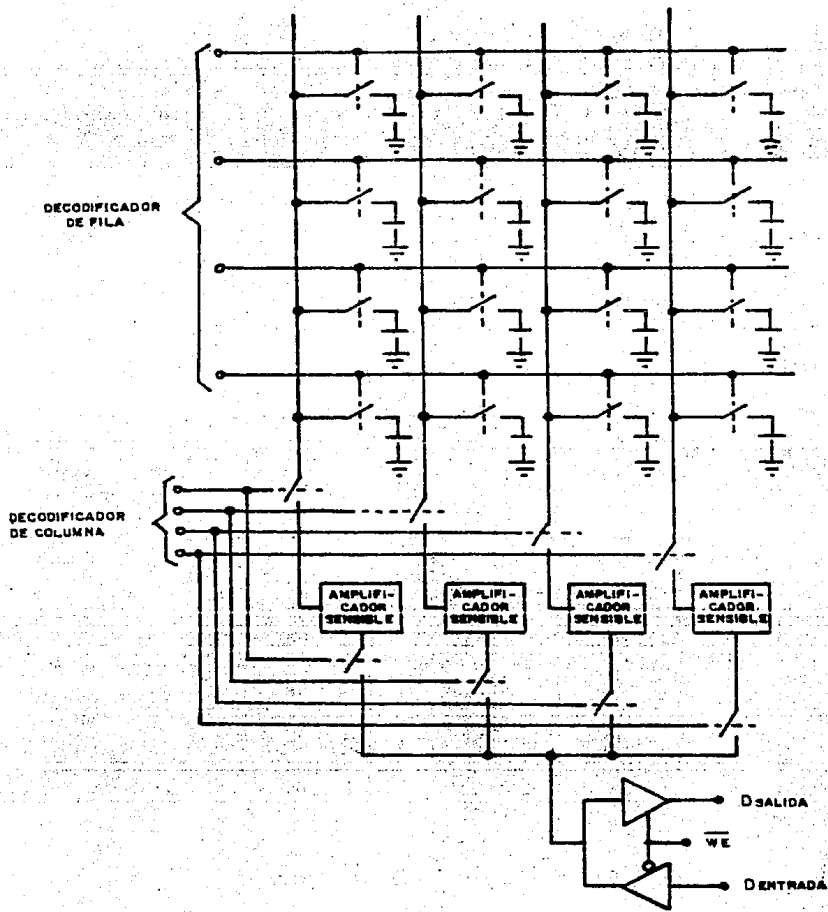 DECODIFICADOR
DE FILA
DECODIFICADOR
DE COLUMNA
AMPLIFI-
CADOR
SENSIBLE
AMPLIFI-
CADOR
SENSIBLE
AMPLIFI-
CADOR
SENSIBLE
AMPLIFI-
CADOR.
SENSIBLE
DSALIDA
WE
DENTRADA